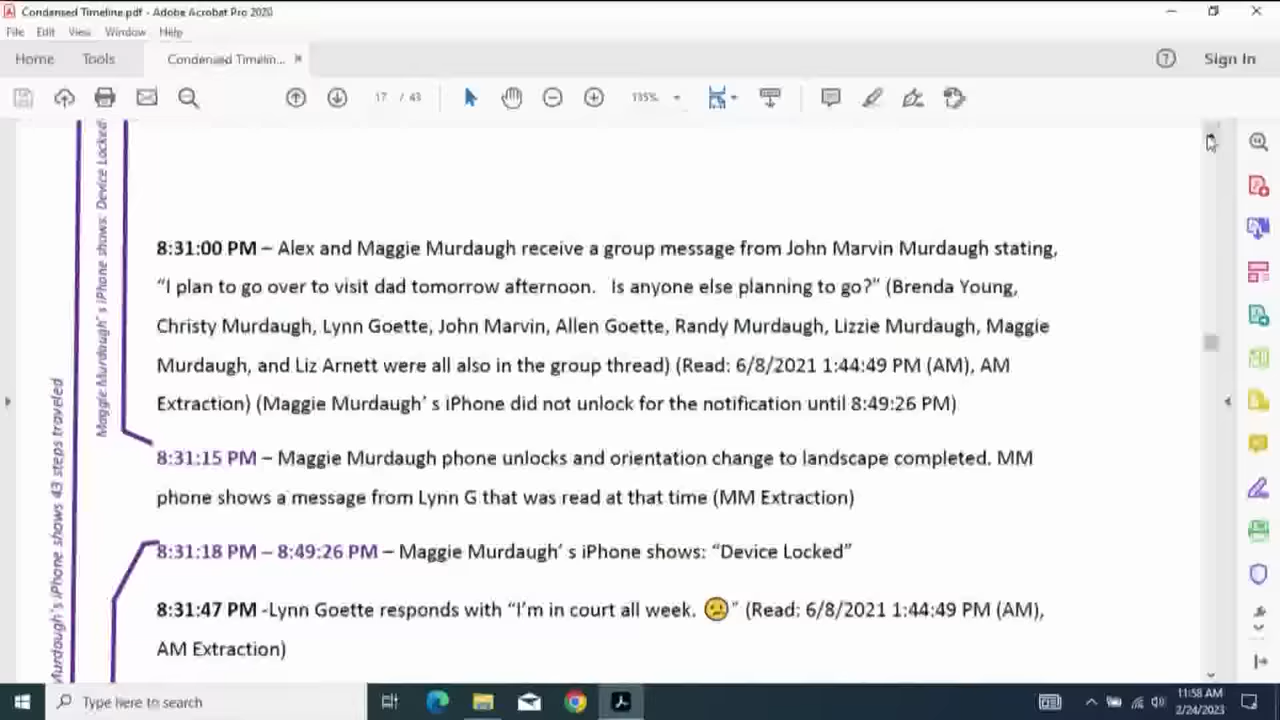 Condensed Timeline.pdf - Adobe Acrobat Pro 2020
File Edit View Window Help
Home Tools Condensed Timelin... × Sign In
17 / 43 135%
8:31:00 PM – Alex and Maggie Murdaugh receive a group message from John Marvin Murdaugh stating,
“I plan to go over to visit dad tomorrow afternoon. Is anyone else planning to go?” (Brenda Young,
Christy Murdaugh, Lynn Goette, John Marvin, Allen Goette, Randy Murdaugh, Lizzie Murdaugh, Maggie
Murdaugh, and Liz Arnett were all also in the group thread) (Read: 6/8/2021 1:44:49 PM (AM), AM
Extraction) (Maggie Murdaugh’ s iPhone did not unlock for the notification until 8:49:26 PM)
8:31:15 PM – Maggie Murdaugh phone unlocks and orientation change to landscape completed. MM
phone shows a message from Lynn G that was read at that time (MM Extraction)
8:31:18 PM – 8:49:26 PM – Maggie Murdaugh’ s iPhone shows: “Device Locked”
8:31:47 PM -Lynn Goette responds with “I’m in court all week. 😕” (Read: 6/8/2021 1:44:49 PM (AM),
AM Extraction)
Maggie Murdaugh’ s iPhone shows: Device Locked
Murdaugh’s iPhone shows 43 steps traveled
Type here to search
11:58 AM
2/24/2023